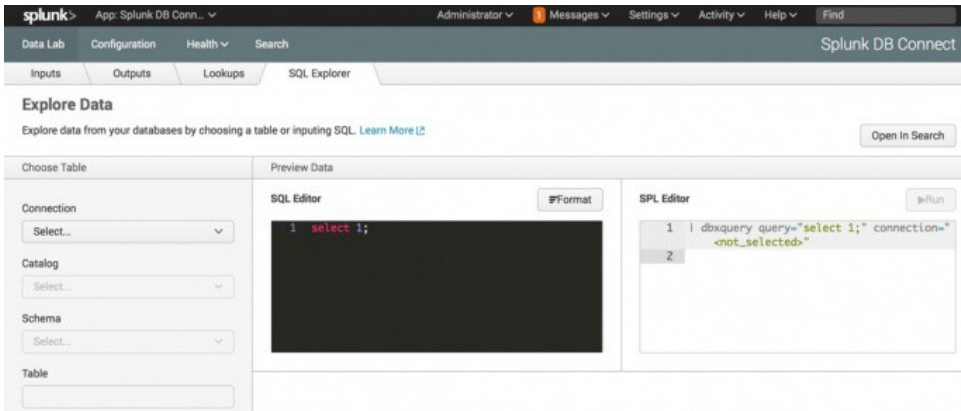 splunk> App: Splunk DB Conn... Administrator 1 Messages Settings Activity Help Find
Data Lab Configuration Health Search Splunk DB Connect
Inputs Outputs Lookups SQL Explorer
Explore Data
Explore data from your databases by choosing a table or inputing SQL. Learn More
Open In Search
Choose Table Preview Data
SQL Editor Format SPL Editor Run
Connection
Select...
Catalog
Select...
Schema
Select...
Table
1 select 1;
1 | dbxquery query="select 1;" connection="
<not_selected>"
2